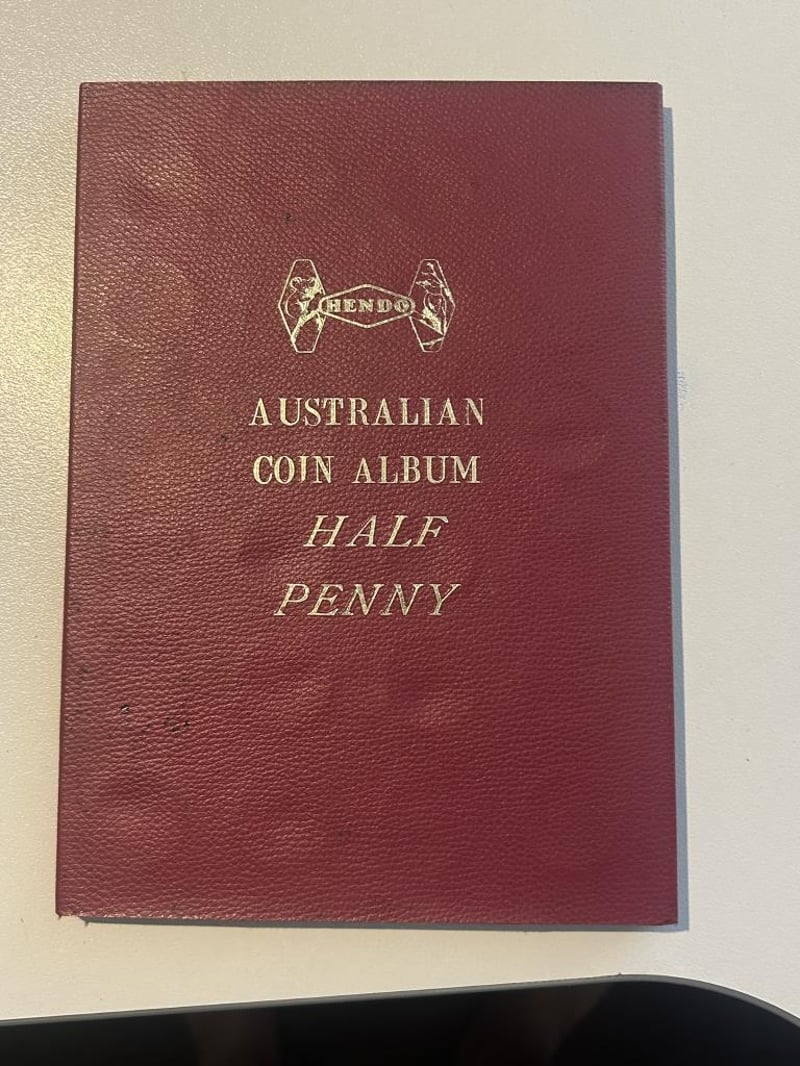 HENDO
AUSTRALIAN
COIN ALBUM
HALF
PENNY